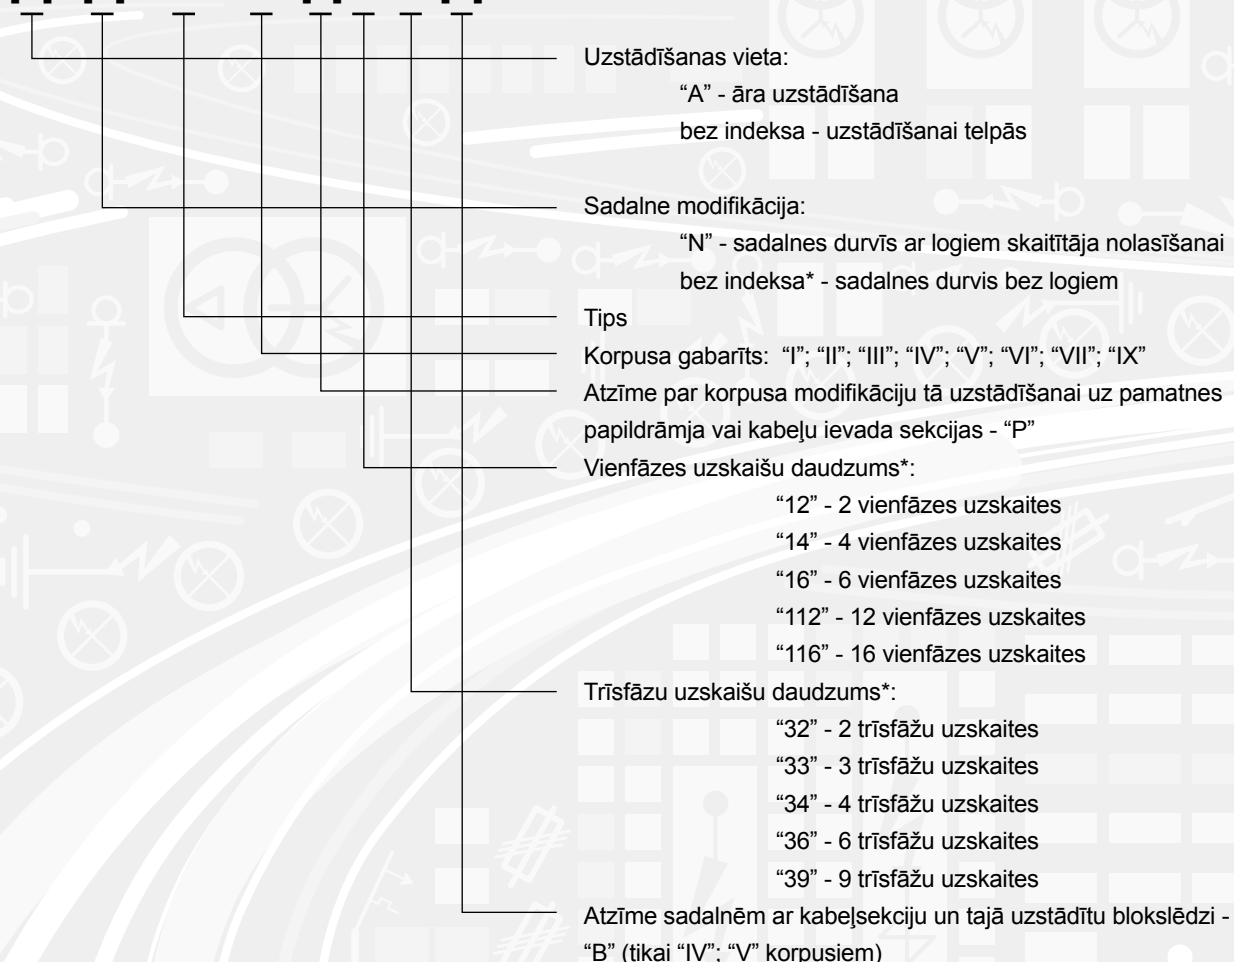 Uzstādīšanas vieta:
“A” - āra uzstādīšana
bez indeksa - uzstādīšanai telpās
Sadalne modifikācija:
“N” - sadalnes durvīs ar logiem skaitītāja nolasīšanai
bez indeksa* - sadalnes durvis bez logiem
Tips
Korpusa gabarīts: “I”; “II”; “III”; “IV”; “V”; “VI”; “VII”; “IX”
Atzīme par korpusa modifikāciju tā uzstādīšanai uz pamatnes
papildrāmja vai kabeļu ievada sekcijas - “P”
Vienfāzes uzskaišu daudzums*:
“12” - 2 vienfāzes uzskaites
“14” - 4 vienfāzes uzskaites
“16” - 6 vienfāzes uzskaites
“112” - 12 vienfāzes uzskaites
“116” - 16 vienfāzes uzskaites
Trīsfāzu uzskaišu daudzums*:
“32” - 2 trīsfāžu uzskaites
“33” - 3 trīsfāžu uzskaites
“34” - 4 trīsfāžu uzskaites
“36” - 6 trīsfāžu uzskaites
“39” - 9 trīsfāžu uzskaites
Atzīme sadalnēm ar kabeļsekciju un tajā uzstādītu blokslēdzi -
“B” (tikai “IV”; “V” korpusiem)